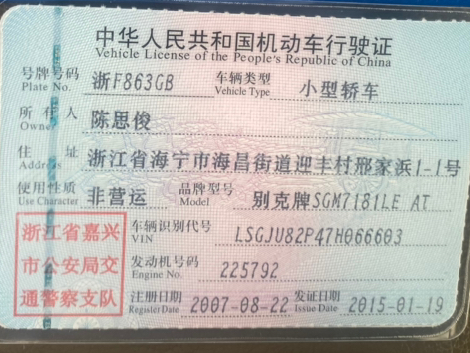 中华人民共和国机动车行驶证
Vehicle License of the People's Republic of China
号牌号码 浙F863GB 车辆类型 小型轿车
Plate No. Vehicle Type
所有人 陈思俊
Owner
住址 浙江省海宁市海昌街道迎丰村邢家浜1-1号
Address
使用性质 非营运 品牌型号 别克牌SGM7181LE AT
Use Character Model
浙江省嘉兴
市公安局交
通警察支队
车辆识别代号 LSGJU82P47H066603
VIN
发动机号码 225792
Engine No.
注册日期 2007-08-22 发证日期 2015-01-19
Register Date Issue Date